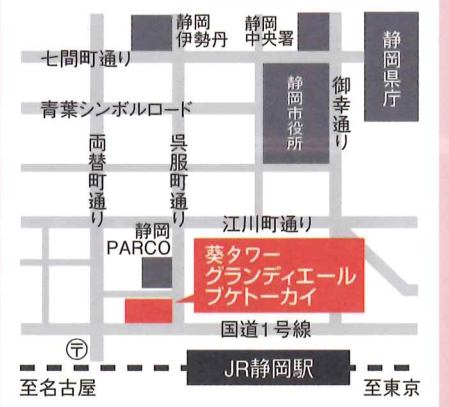 静岡
伊勢丹
静岡
中央署
静岡県庁
七間町通り
静岡市役所
御幸通り
青葉シンボルロード
両替町通り
呉服町通り
江川町通り
静岡
PARCO
葵タワー
グランディエール
ブケトーカイ
国道1号線
〒
JR静岡駅
至名古屋
至東京